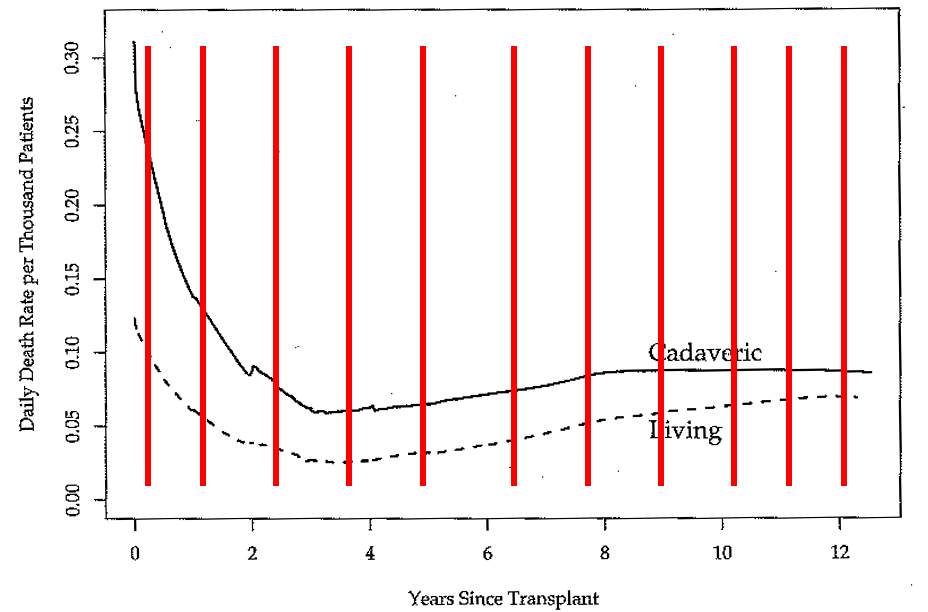 0.30
0.25
0.20
0.15
0.10
0.05
0.00
Daily Death Rate per Thousand Patients
Cadaveric
Living
0 2 4 6 8 10 12
Years Since Transplant